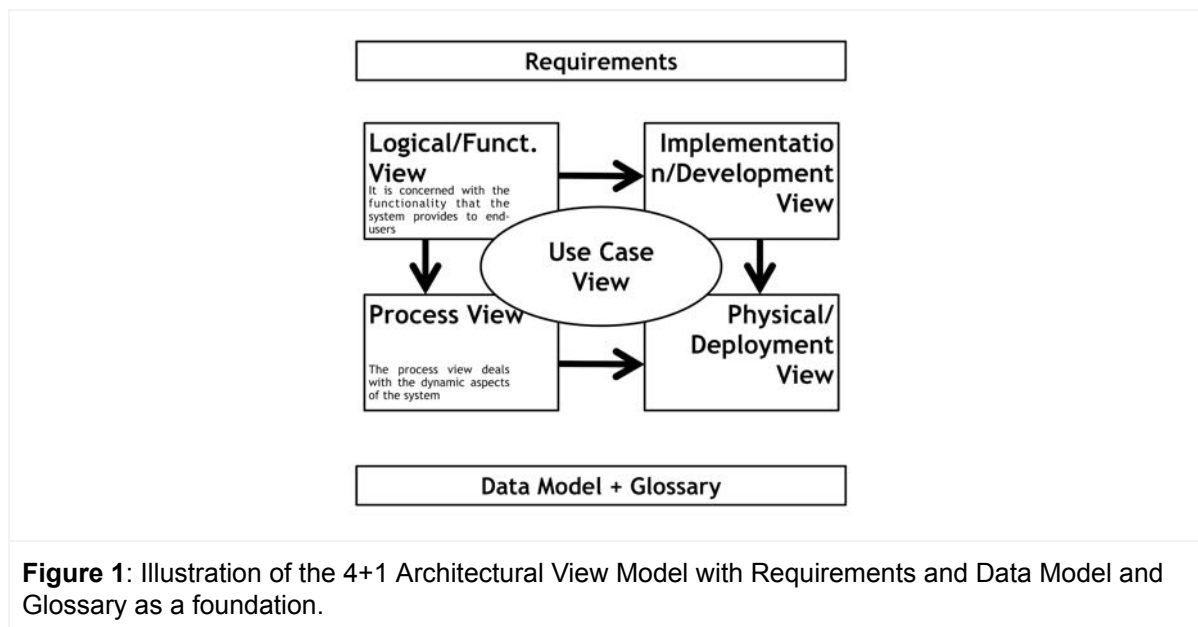 Requirements
Logical/Funct.
View
It is concerned with the
functionality that the
system provides to end-
users
Implementatio
n/Development
View
Use Case
View
Process View
The process view deals
with the dynamic aspects
of the system
Physical/
Deployment
View
Data Model + Glossary
Figure 1: Illustration of the 4+1 Architectural View Model with Requirements and Data Model and
Glossary as a foundation.